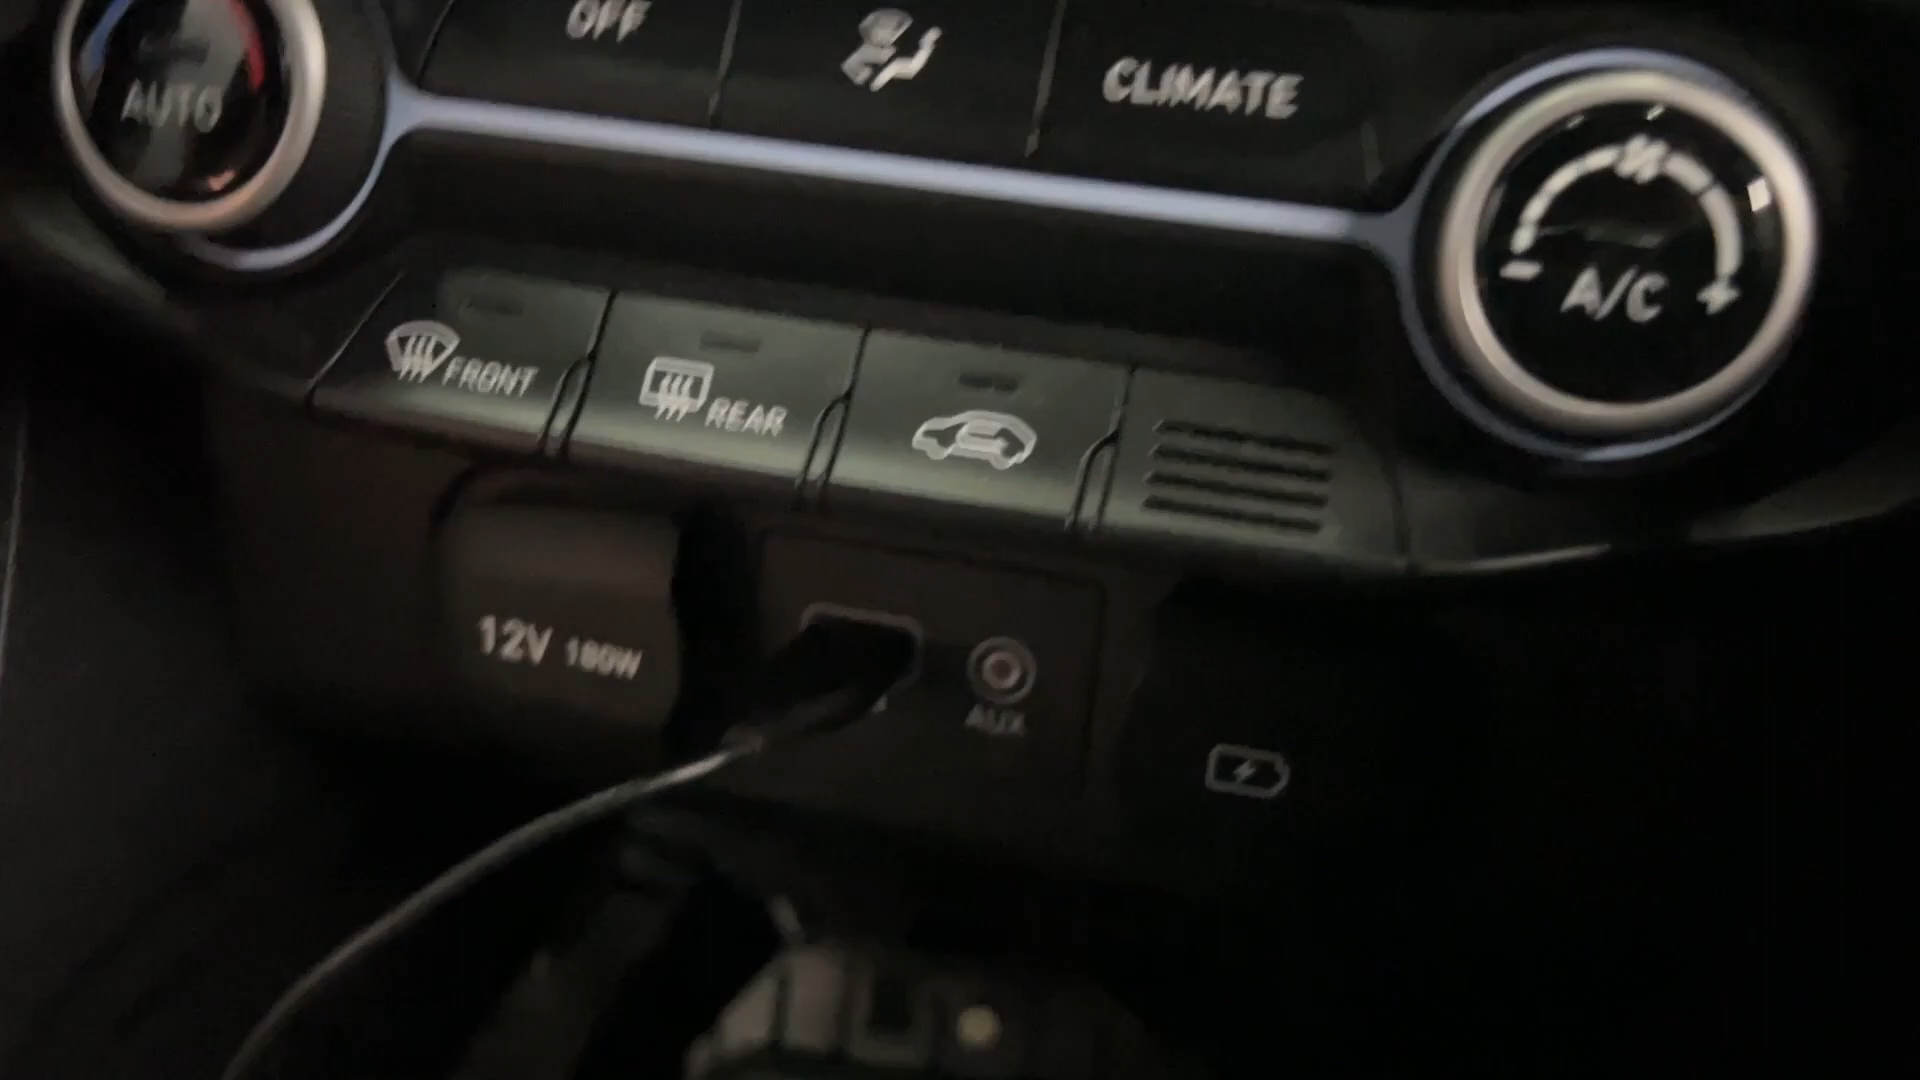 OFF
CLIMATE
AUTO
- A/C +
FRONT
REAR
12V 180W
AUX